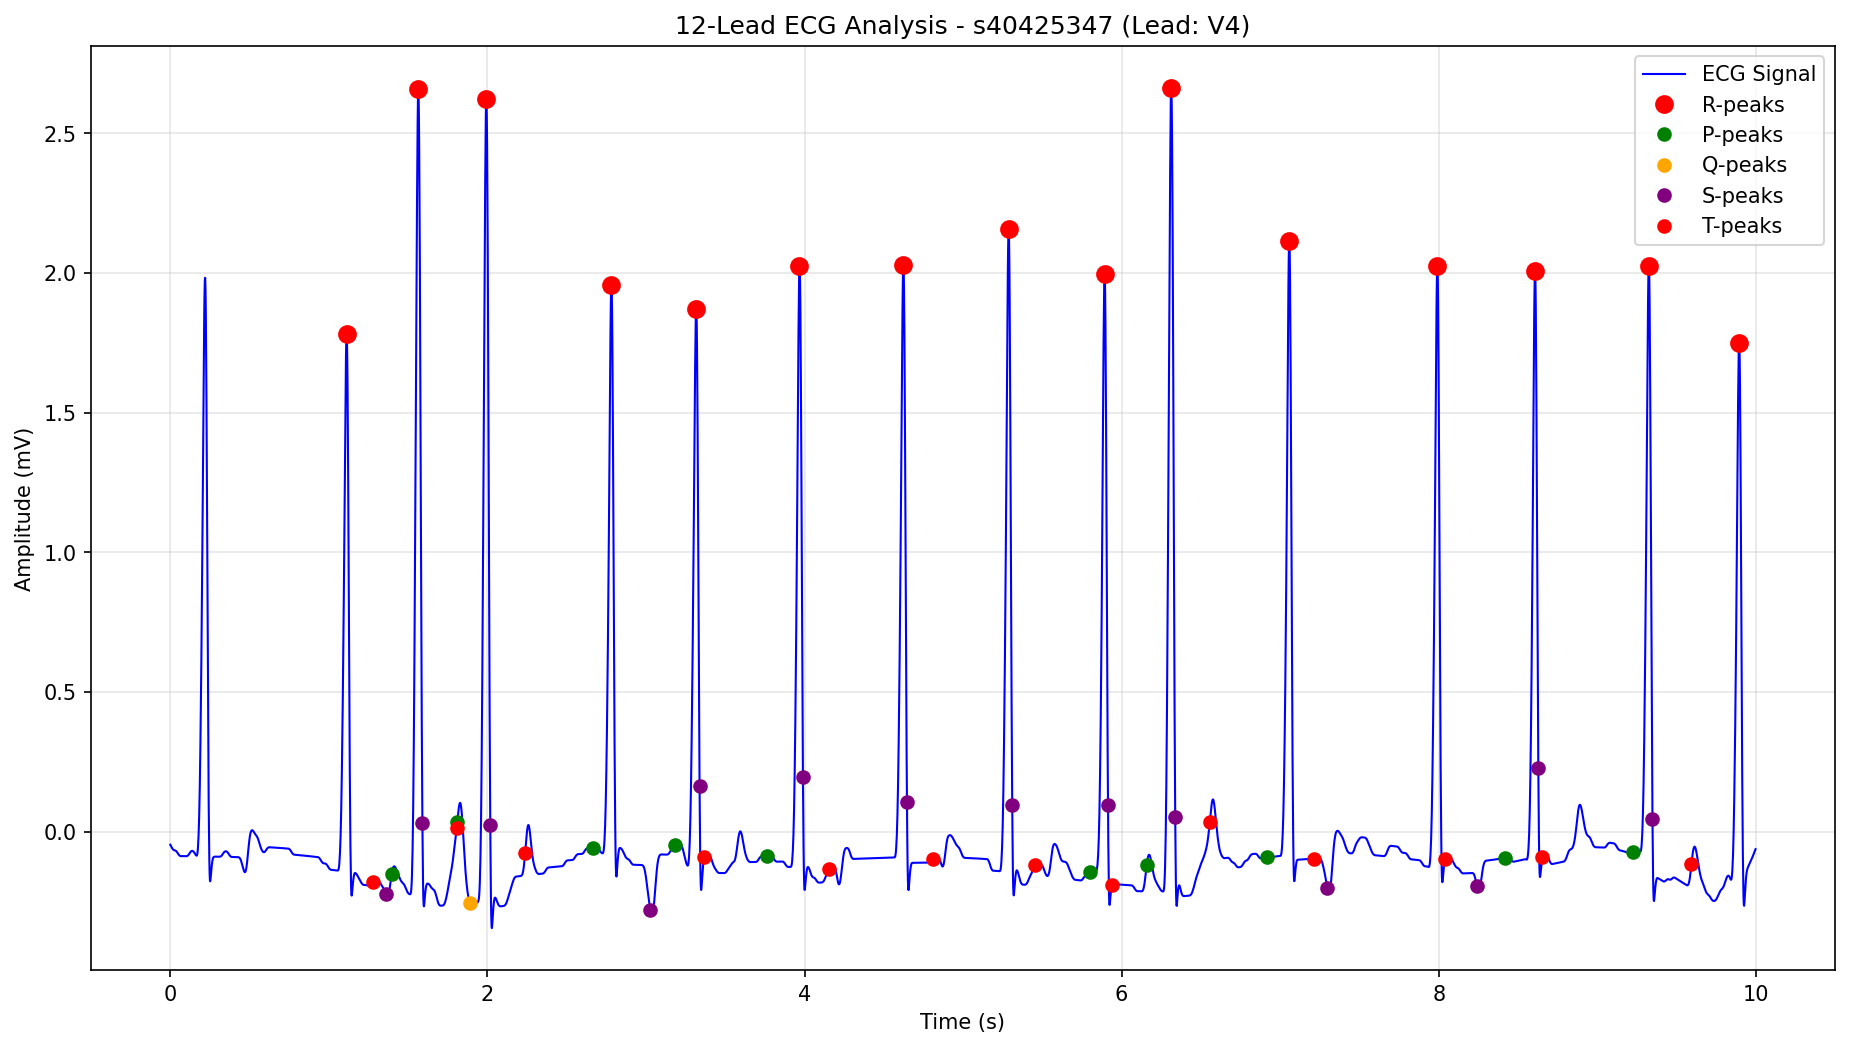 12-Lead ECG Analysis - s40425347 (Lead: V4)
ECG Signal
R-peaks
P-peaks
Q-peaks
S-peaks
T-peaks
Amplitude (mV)
2.5
2.0
1.5
1.0
0.5
0.0
0
2
4
6
8
10
Time (s)